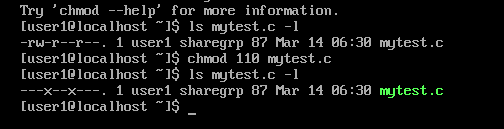 Try 'chmod --help' for more information.
[user1@localhost ~]$ ls mytest.c -l
-rw-r--r--. 1 user1 sharegrp 87 Mar 14 06:30 mytest.c
[user1@localhost ~]$ chmod 110 mytest.c
[user1@localhost ~]$ ls mytest.c -l
---x--x---. 1 user1 sharegrp 87 Mar 14 06:30 mytest.c
[user1@localhost ~]$ _